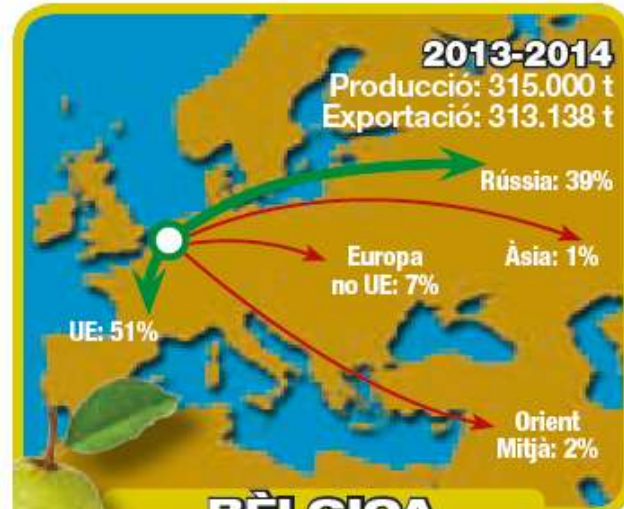 2013-2014
Producció: 315.000 t
Exportació: 313.138 t
Rússia: 39%
Europa
no UE: 7%
Àsia: 1%
UE: 51%
Orient
Mitjà: 2%
BÈLGICA